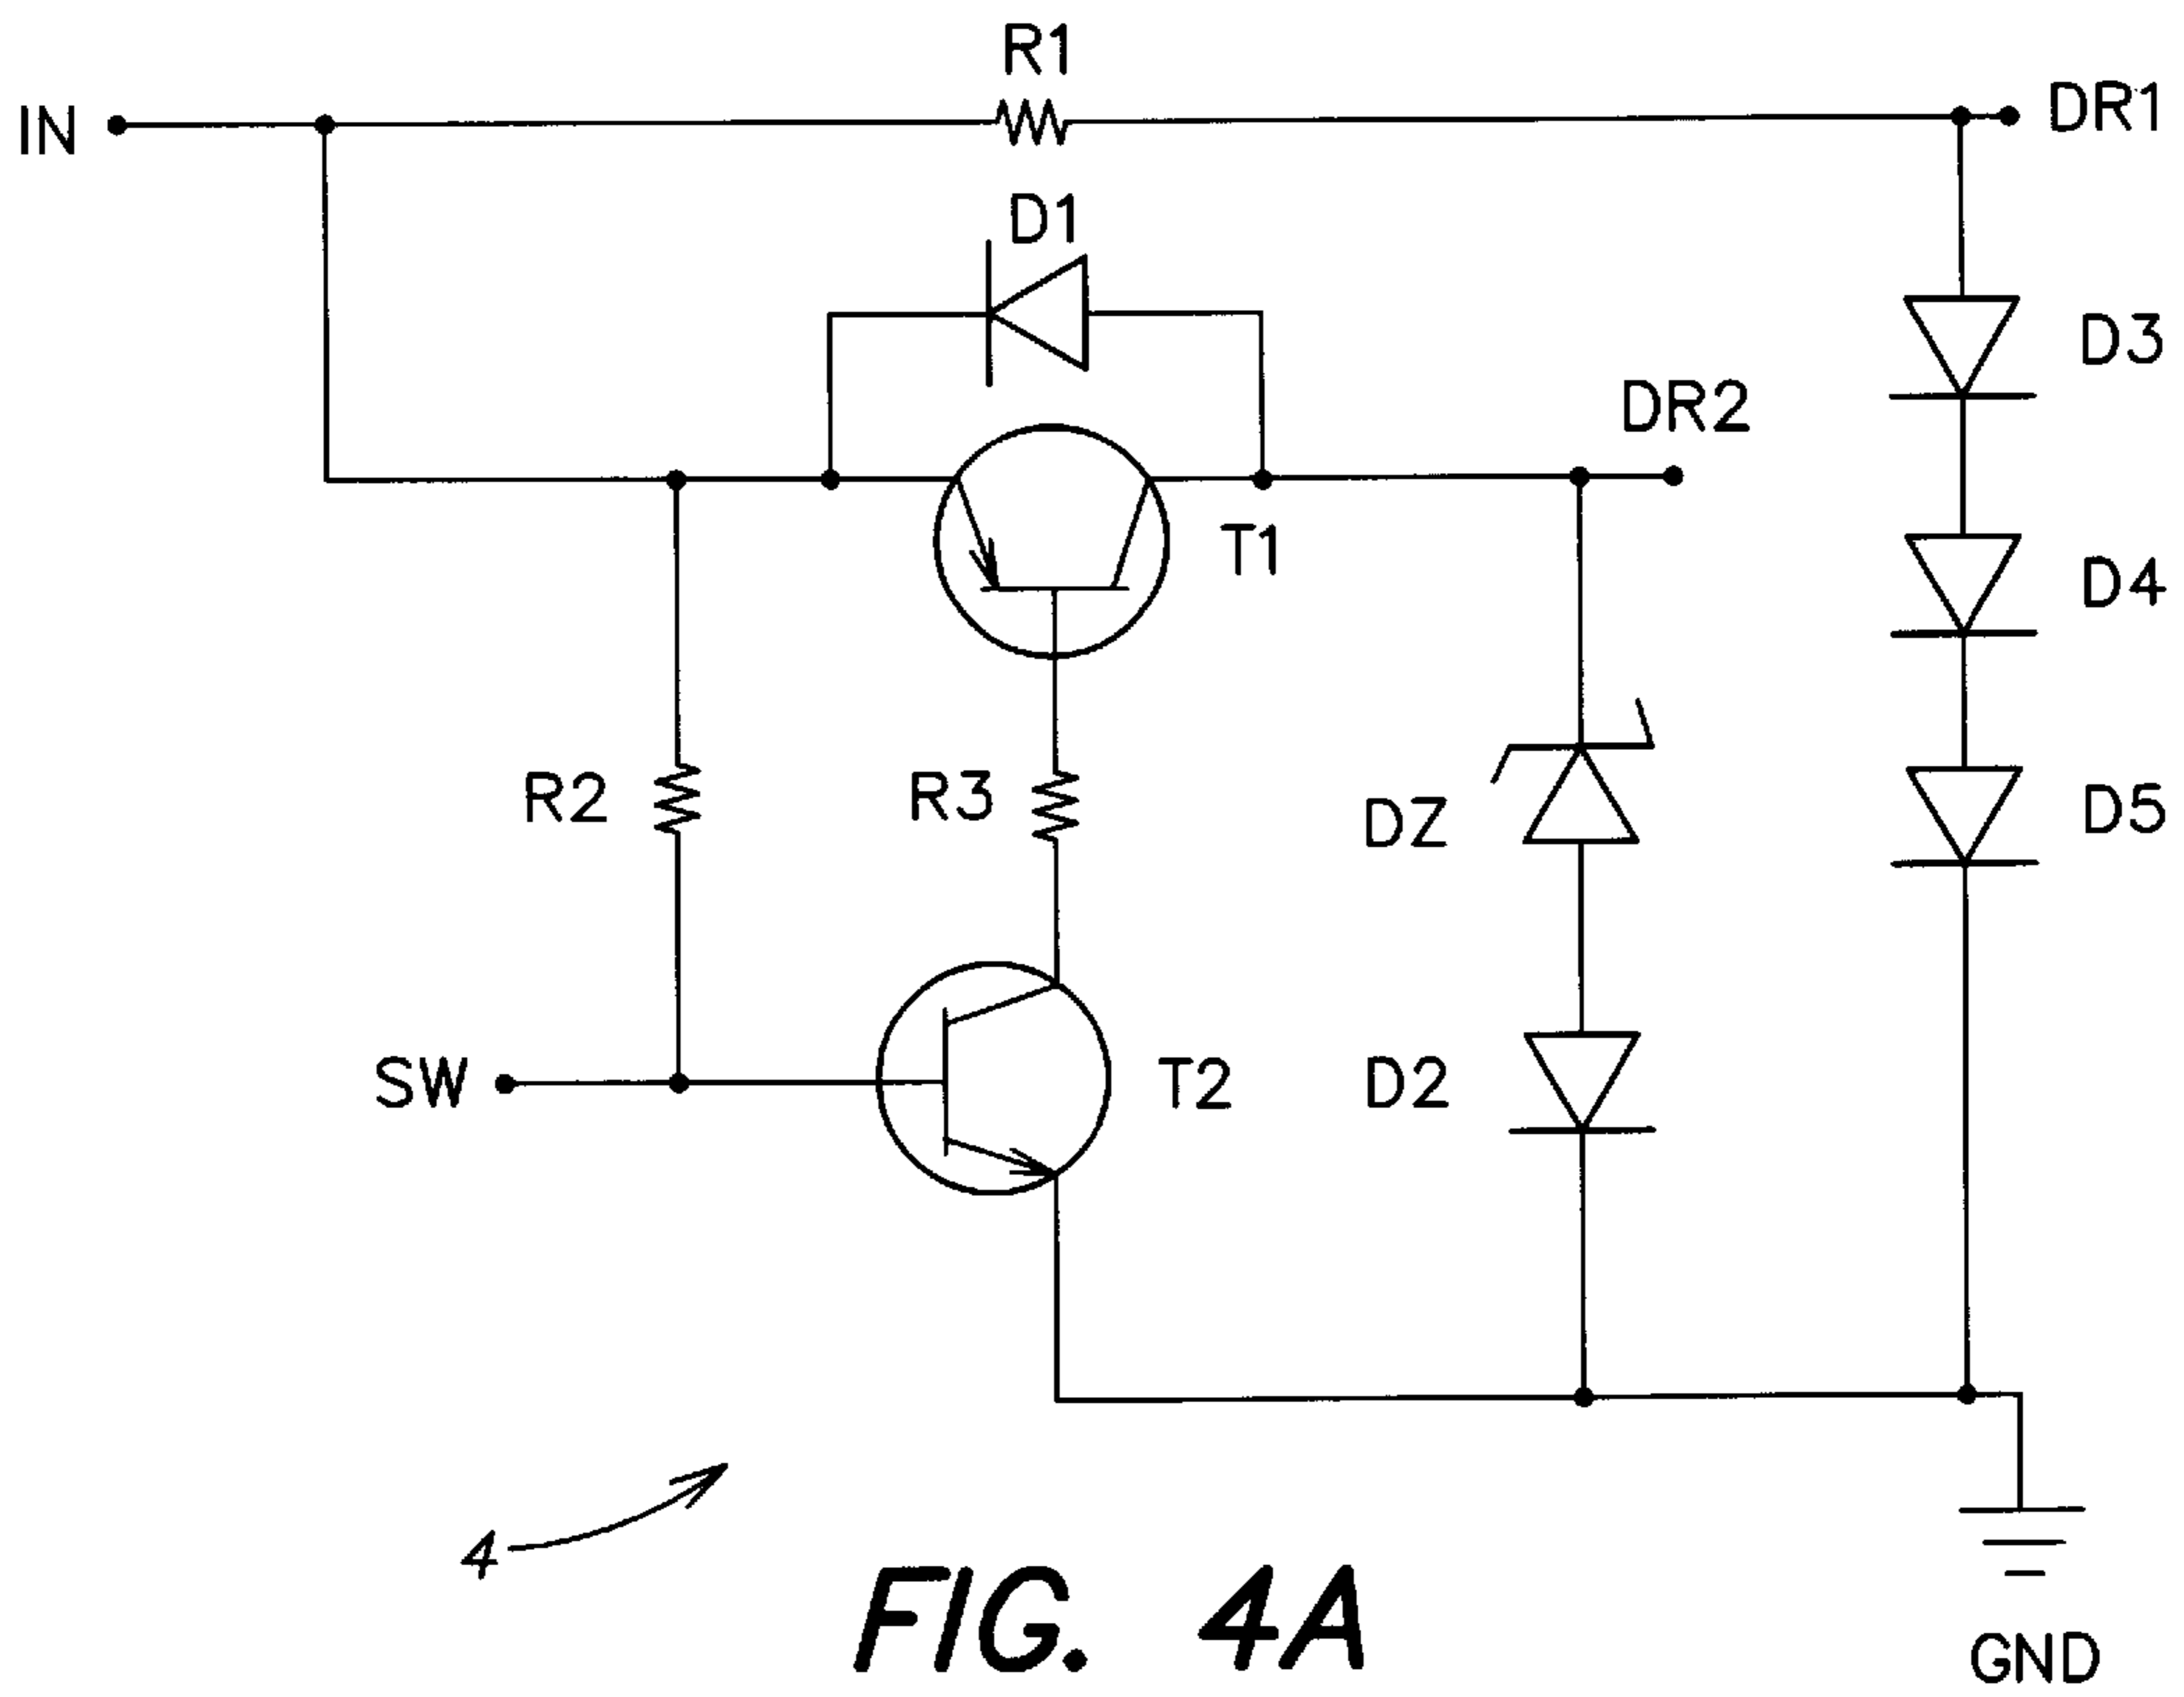 R1
IN
DR1
D1
D3
DR2
T1
D4
R2
R3
DZ
D5
SW
T2
D2
4
FIG. 4A
GND